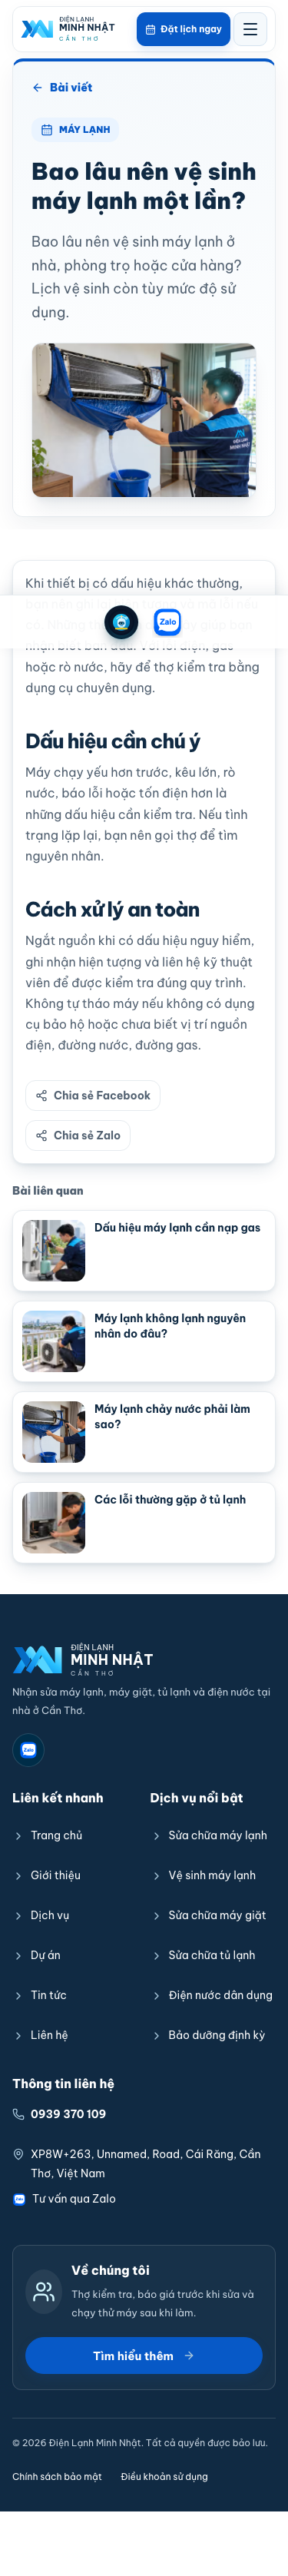 ĐIỆN LẠNH
MINH NHẬT
CẦN THƠ
Đặt lịch ngay
Bài viết
MÁY LẠNH
Bao lâu nên vệ sinh
máy lạnh một lần?
Bao lâu nên vệ sinh máy lạnh ở
nhà, phòng trọ hoặc cửa hàng?
Lịch vệ sinh còn tùy mức độ sử
dụng.
ĐIỆN LẠNH
MINH NHẬT
Khi thiết bị có dấu hiệu khác thường,
Zalo
hoặc rò nước, hãy để thợ kiểm tra bằng
dụng cụ chuyên dụng.
Dấu hiệu cần chú ý
Máy chạy yếu hơn trước, kêu lớn, rò
nước, báo lỗi hoặc tốn điện hơn là
những dấu hiệu cần kiểm tra. Nếu tình
trạng lặp lại, bạn nên gọi thợ để tìm
nguyên nhân.
Cách xử lý an toàn
Ngắt nguồn khi có dấu hiệu nguy hiểm,
ghi nhận hiện tượng và liên hệ kỹ thuật
viên để được kiểm tra đúng quy trình.
Không tự tháo máy nếu không có dụng
cụ bảo hộ hoặc chưa biết vị trí nguồn
điện, đường nước, đường gas.
Chia sẻ Facebook
Chia sẻ Zalo
Bài liên quan
Dấu hiệu máy lạnh cần nạp gas
Máy lạnh không lạnh nguyên
nhân do đâu?
Máy lạnh chảy nước phải làm
sao?
Các lỗi thường gặp ở tủ lạnh
ĐIỆN LẠNH
MINH NHẬT
CẦN THƠ
Nhận sửa máy lạnh, máy giặt, tủ lạnh và điện nước tại
nhà ở Cần Thơ.
Zalo
Liên kết nhanh
Trang chủ
Giới thiệu
Dịch vụ
Dự án
Tin tức
Liên hệ
Dịch vụ nổi bật
Sửa chữa máy lạnh
Vệ sinh máy lạnh
Sửa chữa máy giặt
Sửa chữa tủ lạnh
Điện nước dân dụng
Bảo dưỡng định kỳ
Thông tin liên hệ
0939 370 109
XP8W+263, Unnamed, Road, Cái Răng, Cần
Thơ, Việt Nam
Zalo Tư vấn qua Zalo
Về chúng tôi
Thợ kiểm tra, báo giá trước khi sửa và
chạy thử máy sau khi làm.
Tìm hiểu thêm
© 2026 Điện Lạnh Minh Nhật. Tất cả quyền được bảo lưu.
Chính sách bảo mật
Điều khoản sử dụng